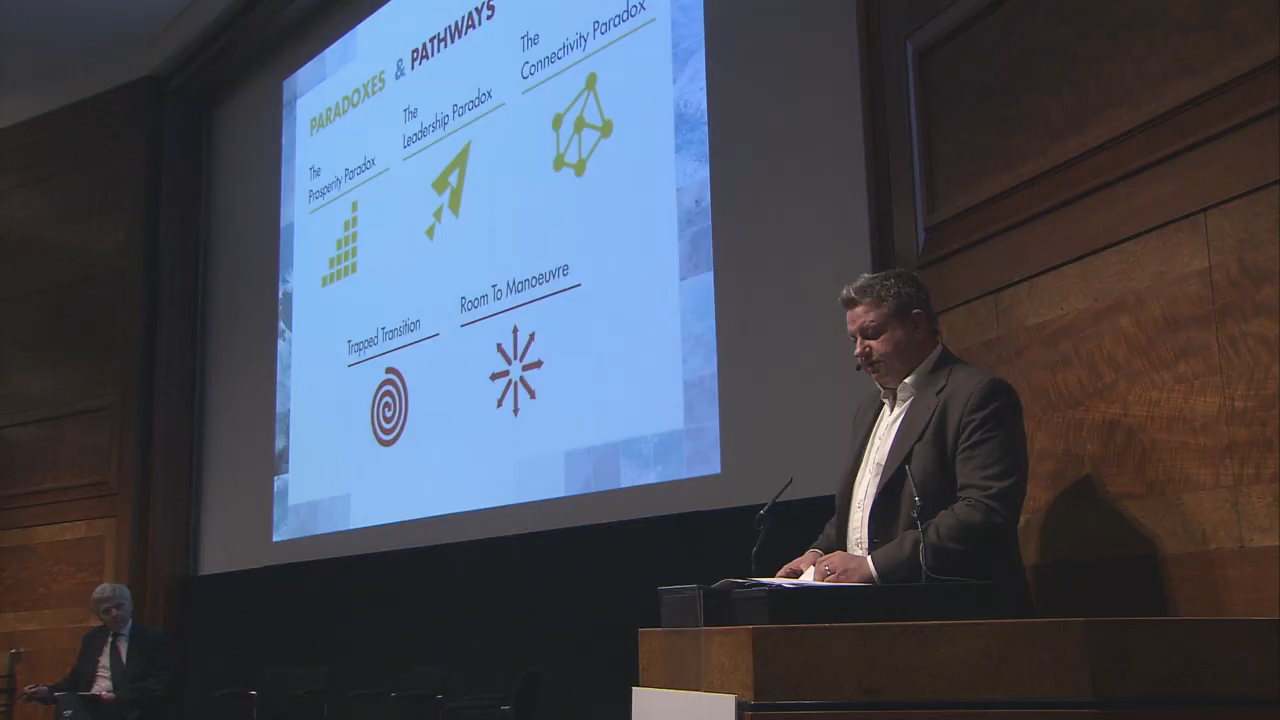 PARADOXES & PATHWAYS
The
Prosperity Paradox
The
Leadership Paradox
The
Connectivity Paradox
Trapped Transition
Room To Manoeuvre